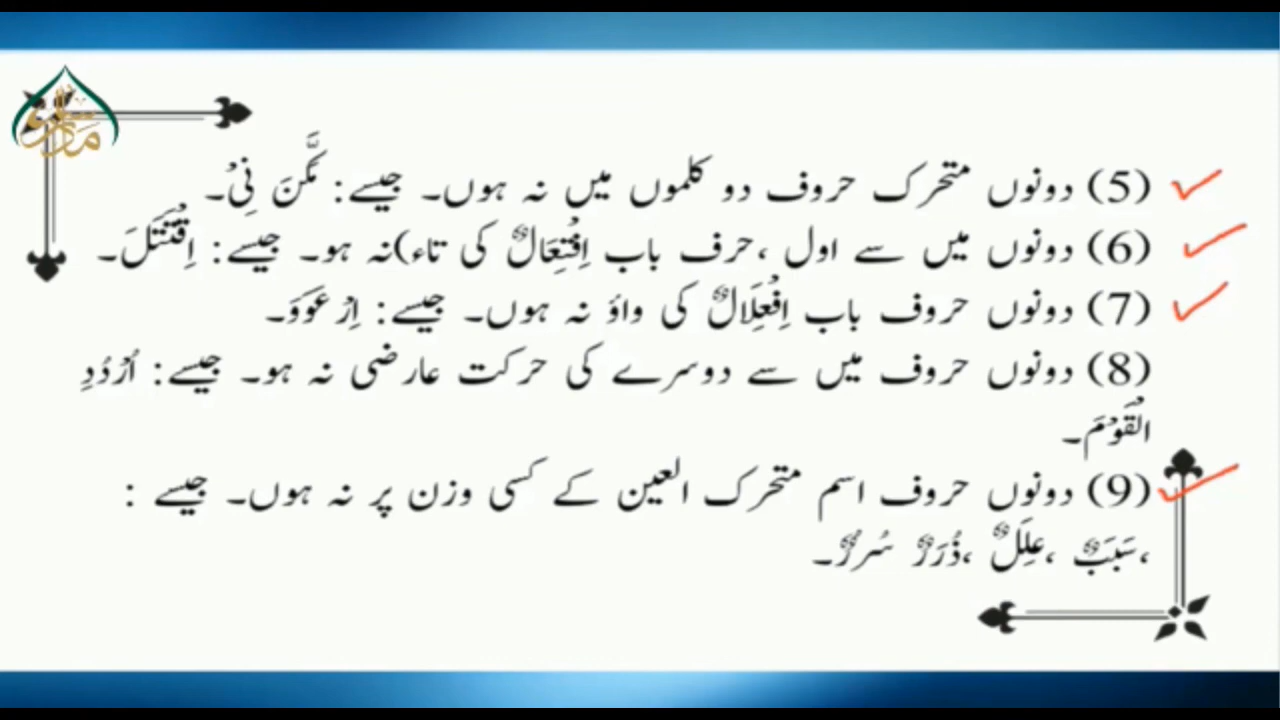 (5) دونوں متحرک حروف دو کلموں میں نہ ہوں۔ جیسے: مَکَّنَ نِیْ۔
(6) دونوں میں سے اول ،حرف باب اِفْتِعَالٌ کی تاء)نہ ہو۔ جیسے: اِقْتَتَلَ۔
(7) دونوں حروف باب اِفْعِلَالٌ کی واؤ نہ ہوں۔ جیسے: اِرْعَوَوَ۔
(8) دونوں حروف میں سے دوسرے کی حرکت عارضی نہ ہو۔ جیسے: اُرْدُدِ
الْقَوْمَ۔
(9) دونوں حروف اسم متحرک العین کے کسی وزن پر نہ ہوں۔ جیسے :
،سَبَبٌ ،عِلَلٌ ،ذُرَرٌ سُررٌ۔